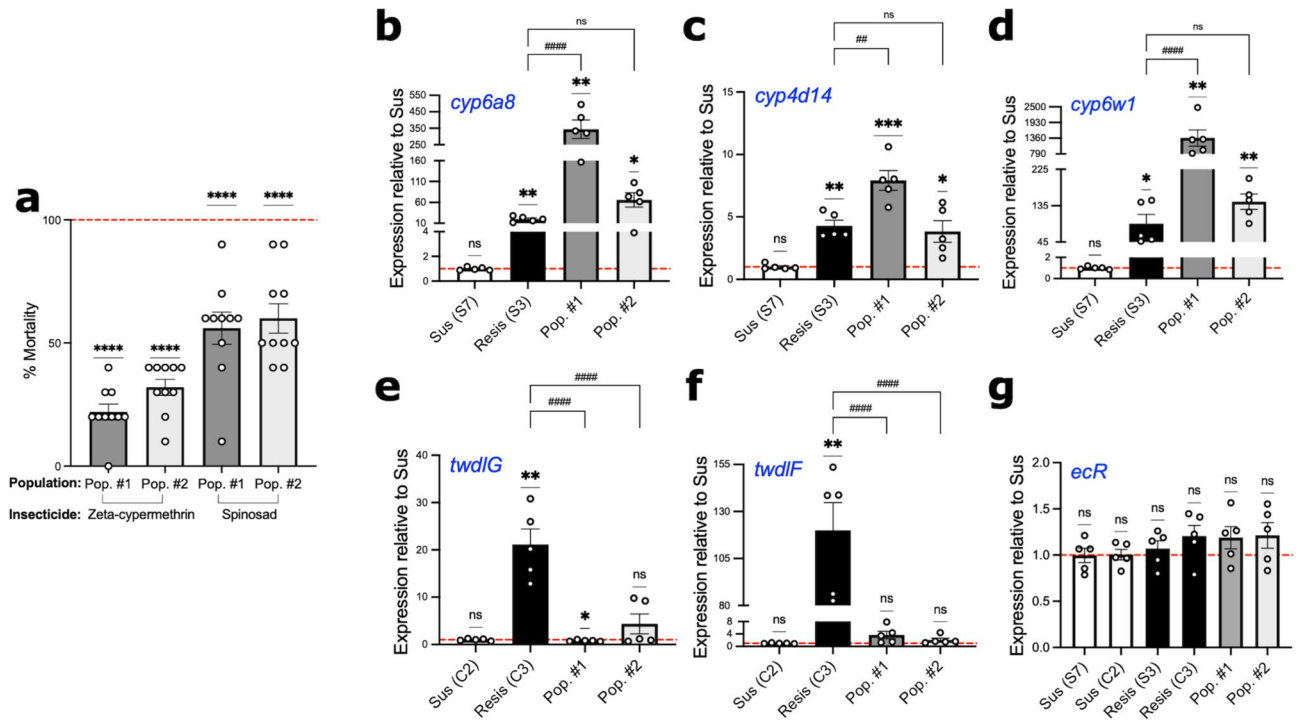 a
% Mortality
100
50
0
****
****
****
****
Population: Pop. #1 Pop. #2 Pop. #1 Pop. #2
Insecticide: Zeta-cypermethrin Spinosad
b
cyp6a8
Expression relative to Sus
550
450
350
250
160
60
10
4
2
0
ns
####
ns
**
**
*
Sus (S7)
Resis (S3)
Pop. #1
Pop. #2
c
cyp4d14
Expression relative to Sus
15
10
5
0
ns
##
ns
**
***
*
Sus (S7)
Resis (S3)
Pop. #1
Pop. #2
d
cyp6w1
Expression relative to Sus
2500
1930
1360
790
225
135
45
2
1
0
ns
####
ns
*
**
**
Sus (S7)
Resis (S3)
Pop. #1
Pop. #2
e
twdlG
Expression relative to Sus
40
30
20
10
0
####
####
ns
**
*
ns
Sus (C2)
Resis (C3)
Pop. #1
Pop. #2
f
twdlF
Expression relative to Sus
155
130
105
80
8
4
0
####
####
ns
**
ns
ns
Sus (C2)
Resis (C3)
Pop. #1
Pop. #2
g
ecR
Expression relative to Sus
2.0
1.5
1.0
0.5
0.0
ns
ns
ns
ns
ns
ns
Sus (S7)
Sus (C2)
Resis (S3)
Resis (C3)
Pop. #1
Pop. #2